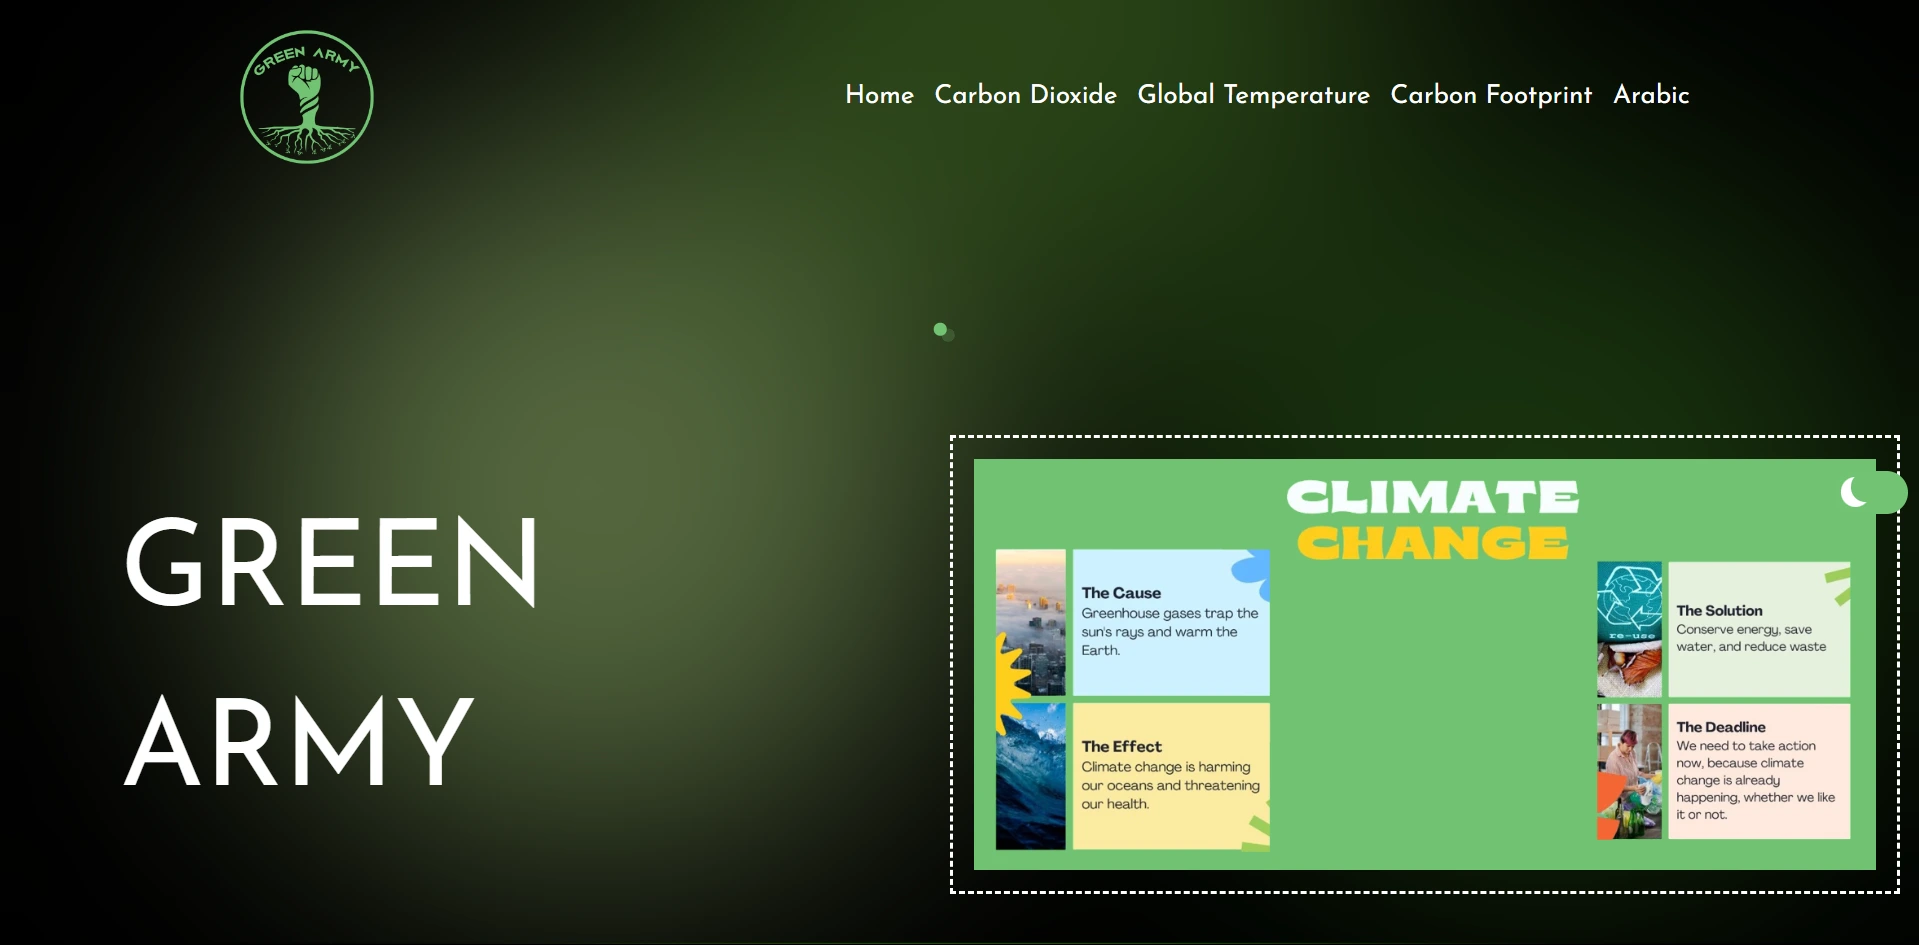 GREEN ARMY
Home Carbon Dioxide Global Temperature Carbon Footprint Arabic
GREEN
ARMY
CLIMATE
CHANGE
The Cause
Greenhouse gases trap the
sun's rays and warm the
Earth.
The Effect
Climate change is harming
our oceans and threatening
our health.
re-use
The Solution
Conserve energy, save
water, and reduce waste
The Deadline
We need to take action
now, because climate
change is already
happening, whether we like
it or not.